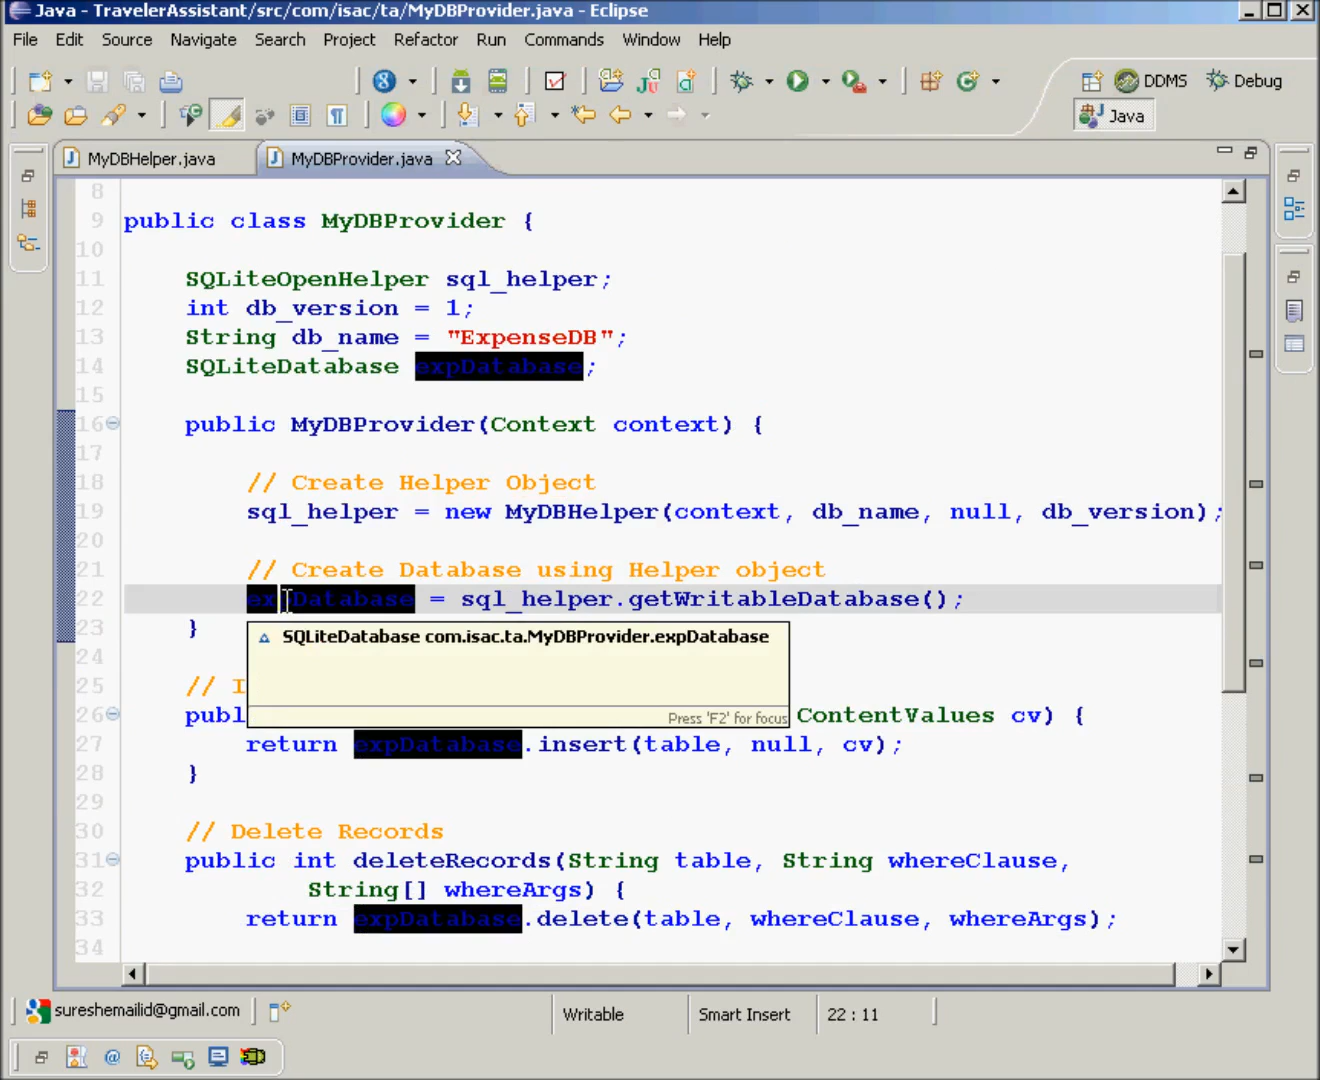 Java - TravelerAssistant/src/com/isac/ta/MyDBProvider.java - Eclipse
File Edit Source Navigate Search Project Refactor Run Commands Window Help
DDMS Debug
Java
MyDBHelper.java MyDBProvider.java
8
9 public class MyDBProvider {
10
11 SQLiteOpenHelper sql_helper;
12 int db_version = 1;
13 String db_name = "ExpenseDB";
14 SQLiteDatabase expDatabase;
15
16 public MyDBProvider(Context context) {
17
18 // Create Helper Object
19 sql_helper = new MyDBHelper(context, db_name, null, db_version);
20
21 // Create Database using Helper object
22 expDatabase = sql_helper.getWritableDatabase();
23 }
SQLiteDatabase com.isac.ta.MyDBProvider.expDatabase
24
25 // I
Press 'F2' for focus
26 publ ContentValues cv) {
27 return expDatabase.insert(table, null, cv);
28 }
29
30 // Delete Records
31 public int deleteRecords(String table, String whereClause,
32 String[] whereArgs) {
33 return expDatabase.delete(table, whereClause, whereArgs);
34
sureshemailid@gmail.com Writable Smart Insert 22 : 11